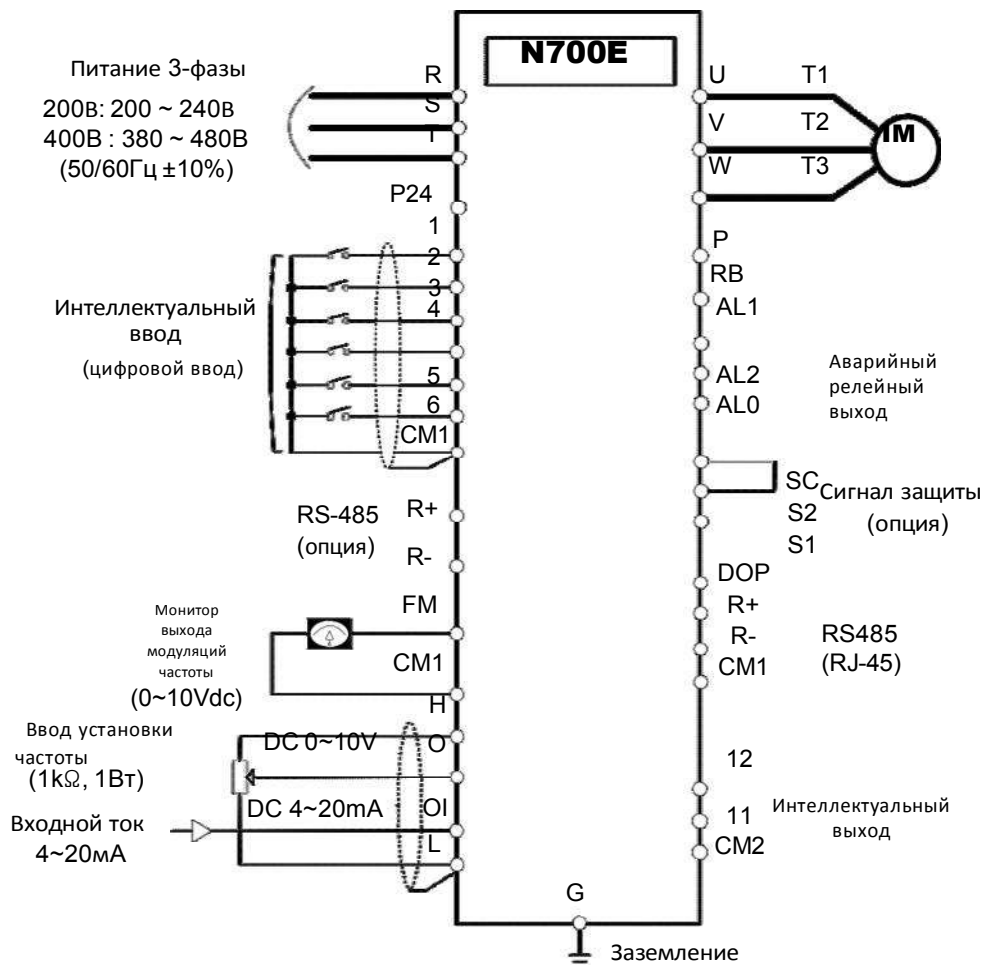 N700E
Питание 3-фазы
200В: 200 ~ 240В
400В : 380 ~ 480В
(50/60Гц ±10%)
R
S
T
P24
1
2
3
4
5
6
CM1
Интеллектуальный
ввод
(цифровой ввод)
RS-485
(опция)
R+
R-
FM
CM1
Монитор
выхода
модуляций
частоты
(0~10Vdc)
H
Ввод установки
частоты
(1kΩ, 1Вт)
DC 0~10V
O
DC 4~20mA
OI
L
Входной ток
4~20мА
U
T1
V
T2
W
T3
IM
P
RB
AL1
AL2
AL0
Аварийный
релейный
выход
SC
S2
S1
Сигнал защиты
(опция)
DOP
R+
R-
CM1
RS485
(RJ-45)
12
11
CM2
Интеллектуальный
выход
G
Заземление